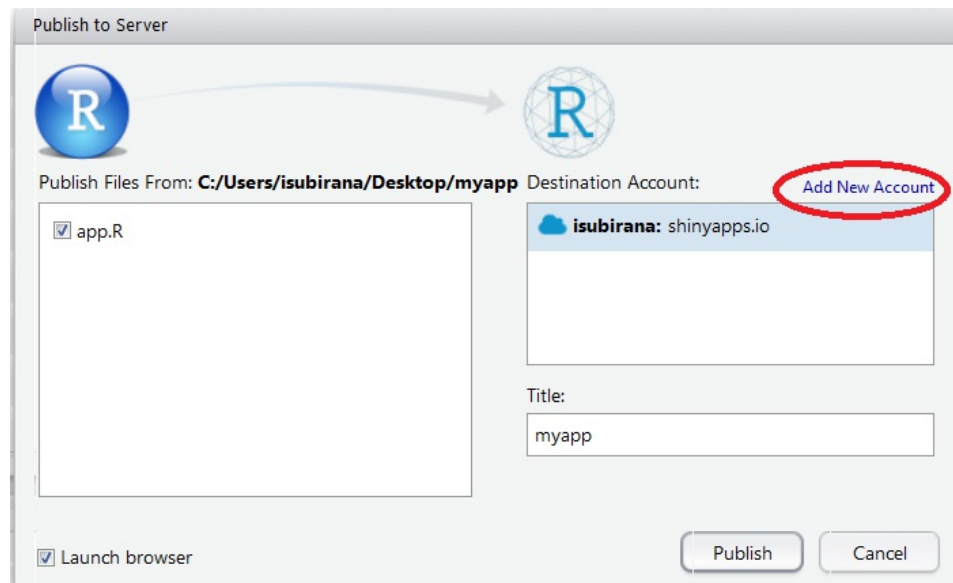 Publish to Server
R
R
Publish Files From: C:/Users/isubirana/Desktop/myapp
Destination Account:
Add New Account
app.R
isubirana: shinyapps.io
Title:
myapp
Launch browser
Publish
Cancel